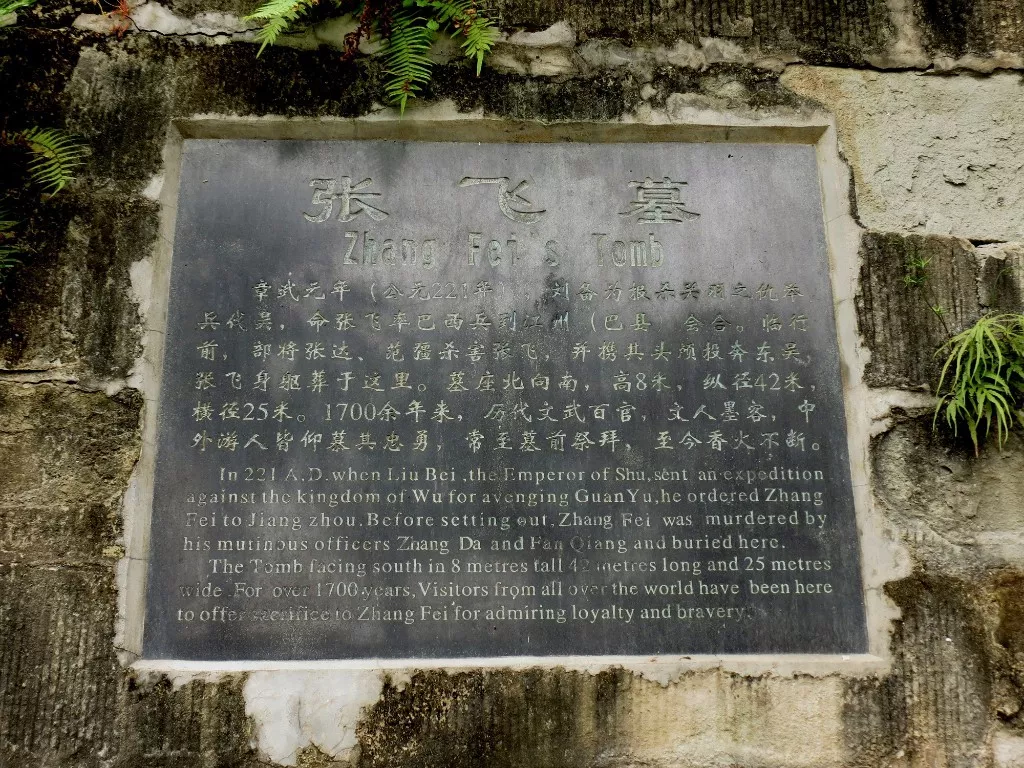 张飞墓
Zhang Fei s Tomb
章武元年（公元221年），刘备为报杀关羽之仇举
兵伐吴，命张飞率巴西兵到江州（巴县 会合。临行
前，部将张达、范彊杀害张飞，并携其头颅投奔东吴
张飞身躯葬于这里。墓座北向南，高8米，纵径42米，
横径25米。1700余年来，历代文武百官，文人墨客，中
外游人皆仰慕其忠勇，常至墓前祭拜，至今香火不断。
In 221 A.D. when Liu Bei ,the Emperor of Shu,sent an expedition
against the kingdom of Wu for avenging GuanYu,he ordered Zhang
Fei to Jiang zhou.Before setting out,Zhang Fei was murdered by
his mutinous officers Zhang Da and Fan Qiang and buried here.
The Tomb facing south in 8 metres tall 42 metres long and 25 metres
wide .For over 1700 years,Visitors from all over the world have been here
to offer sacrifice to Zhang Fei for admiring loyalty and bravery.